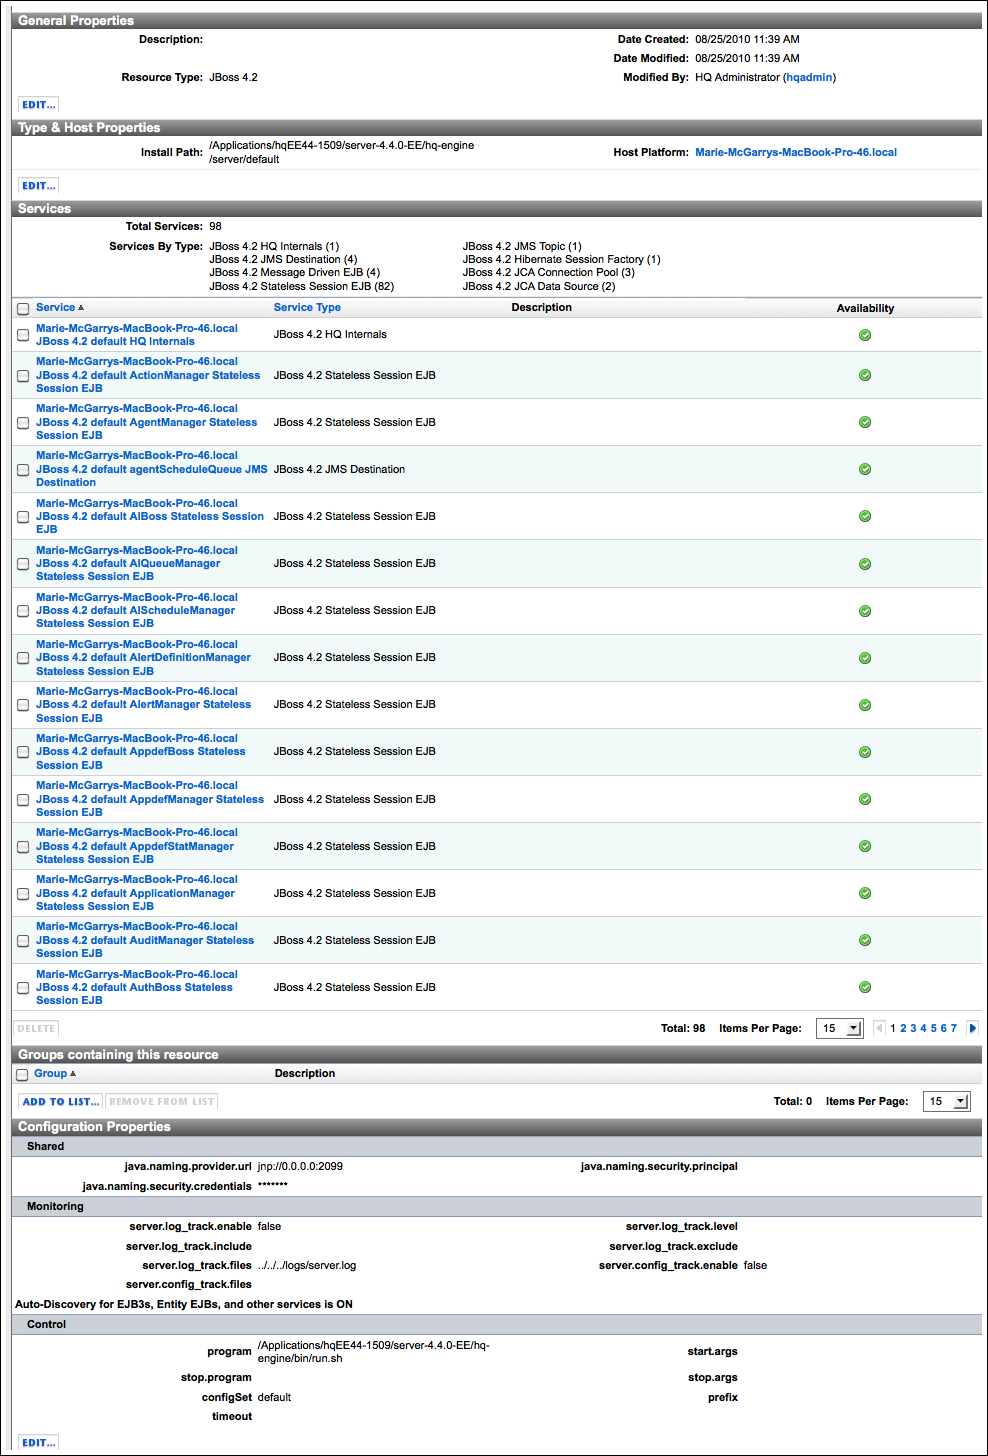 General Properties
Description:
Date Created: 08/25/2010 11:39 AM
Date Modified: 08/25/2010 11:39 AM
Resource Type: JBoss 4.2
Modified By: HQ Administrator (hqadmin)
EDIT...
Type & Host Properties
Install Path: /Applications/hqEE44-1509/server-4.4.0-EE/hq-engine
/server/default
Host Platform: Marie-McGarrys-MacBook-Pro-46.local
EDIT...
Services
Total Services: 98
Services By Type: JBoss 4.2 HQ Internals (1) JBoss 4.2 JMS Topic (1)
JBoss 4.2 JMS Destination (4) JBoss 4.2 Hibernate Session Factory (1)
JBoss 4.2 Message Driven EJB (4) JBoss 4.2 JCA Connection Pool (3)
JBoss 4.2 Stateless Session EJB (82) JBoss 4.2 JCA Data Source (2)
Service Service Type Description Availability
Marie-McGarrys-MacBook-Pro-46.local
JBoss 4.2 default HQ Internals
JBoss 4.2 HQ Internals
Marie-McGarrys-MacBook-Pro-46.local
JBoss 4.2 default ActionManager Stateless
Session EJB
JBoss 4.2 Stateless Session EJB
Marie-McGarrys-MacBook-Pro-46.local
JBoss 4.2 default AgentManager Stateless
Session EJB
JBoss 4.2 Stateless Session EJB
Marie-McGarrys-MacBook-Pro-46.local
JBoss 4.2 default agentScheduleQueue JMS
Destination
JBoss 4.2 JMS Destination
Marie-McGarrys-MacBook-Pro-46.local
JBoss 4.2 default AIBoss Stateless Session
EJB
JBoss 4.2 Stateless Session EJB
Marie-McGarrys-MacBook-Pro-46.local
JBoss 4.2 default AIQueueManager
Stateless Session EJB
JBoss 4.2 Stateless Session EJB
Marie-McGarrys-MacBook-Pro-46.local
JBoss 4.2 default AIScheduleManager
Stateless Session EJB
JBoss 4.2 Stateless Session EJB
Marie-McGarrys-MacBook-Pro-46.local
JBoss 4.2 default AlertDefinitionManager
Stateless Session EJB
JBoss 4.2 Stateless Session EJB
Marie-McGarrys-MacBook-Pro-46.local
JBoss 4.2 default AlertManager Stateless
Session EJB
JBoss 4.2 Stateless Session EJB
Marie-McGarrys-MacBook-Pro-46.local
JBoss 4.2 default AppdefBoss Stateless
Session EJB
JBoss 4.2 Stateless Session EJB
Marie-McGarrys-MacBook-Pro-46.local
JBoss 4.2 default AppdefManager Stateless
Session EJB
JBoss 4.2 Stateless Session EJB
Marie-McGarrys-MacBook-Pro-46.local
JBoss 4.2 default AppdefStatManager
Stateless Session EJB
JBoss 4.2 Stateless Session EJB
Marie-McGarrys-MacBook-Pro-46.local
JBoss 4.2 default ApplicationManager
Stateless Session EJB
JBoss 4.2 Stateless Session EJB
Marie-McGarrys-MacBook-Pro-46.local
JBoss 4.2 default AuditManager Stateless
Session EJB
JBoss 4.2 Stateless Session EJB
Marie-McGarrys-MacBook-Pro-46.local
JBoss 4.2 default AuthBoss Stateless
Session EJB
JBoss 4.2 Stateless Session EJB
DELETE Total: 98 Items Per Page: 15 1 2 3 4 5 6 7
Groups containing this resource
Group Description
ADD TO LIST... REMOVE FROM LIST Total: 0 Items Per Page: 15
Configuration Properties
Shared
java.naming.provider.url jnp://0.0.0.0:2099 java.naming.security.principal
java.naming.security.credentials *******
Monitoring
server.log_track.enable false server.log_track.level
server.log_track.include server.log_track.exclude
server.log_track.files ../../../logs/server.log server.config_track.enable false
server.config_track.files
Auto-Discovery for EJB3s, Entity EJBs, and other services is ON
Control
program /Applications/hqEE44-1509/server-4.4.0-EE/hq-
engine/bin/run.sh
start.args
stop.program stop.args
configSet default prefix
timeout
EDIT...